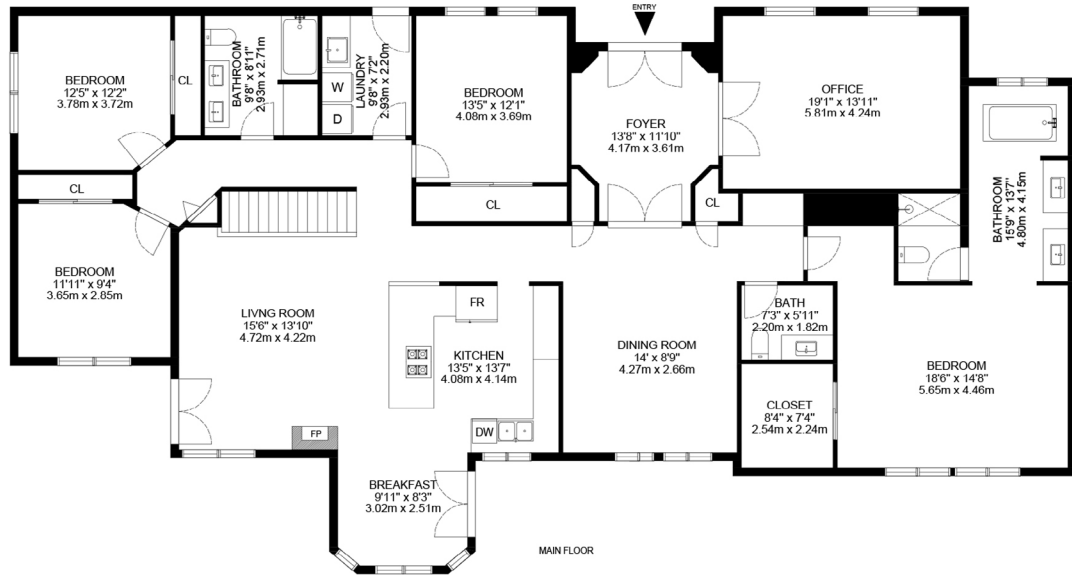 ENTRY
BEDROOM
12'5" x 12'2"
3.78m x 3.72m
CL
BATHROOM
9'8" x 8'11"
2.93m x 2.71m
LAUNDRY
9'8" x 7'2"
2.93m x 2.20m
W
D
BEDROOM
13'5" x 12'1"
4.08m x 3.69m
CL
FOYER
13'8" x 11'10"
4.17m x 3.61m
CL
OFFICE
19'1" x 13'11"
5.81m x 4.24m
BATHROOM
15'9" x 13'7"
4.80m x 4.15m
CL
BEDROOM
11'11" x 9'4"
3.65m x 2.85m
LIVNG ROOM
15'6" x 13'10"
4.72m x 4.22m
FP
FR
KITCHEN
13'5" x 13'7"
4.08m x 4.14m
DW
DINING ROOM
14' x 8'9"
4.27m x 2.66m
BATH
7'3" x 5'11"
2.20m x 1.82m
CLOSET
8'4" x 7'4"
2.54m x 2.24m
BEDROOM
18'6" x 14'8"
5.65m x 4.46m
BREAKFAST
9'11" x 8'3"
3.02m x 2.51m
MAIN FLOOR